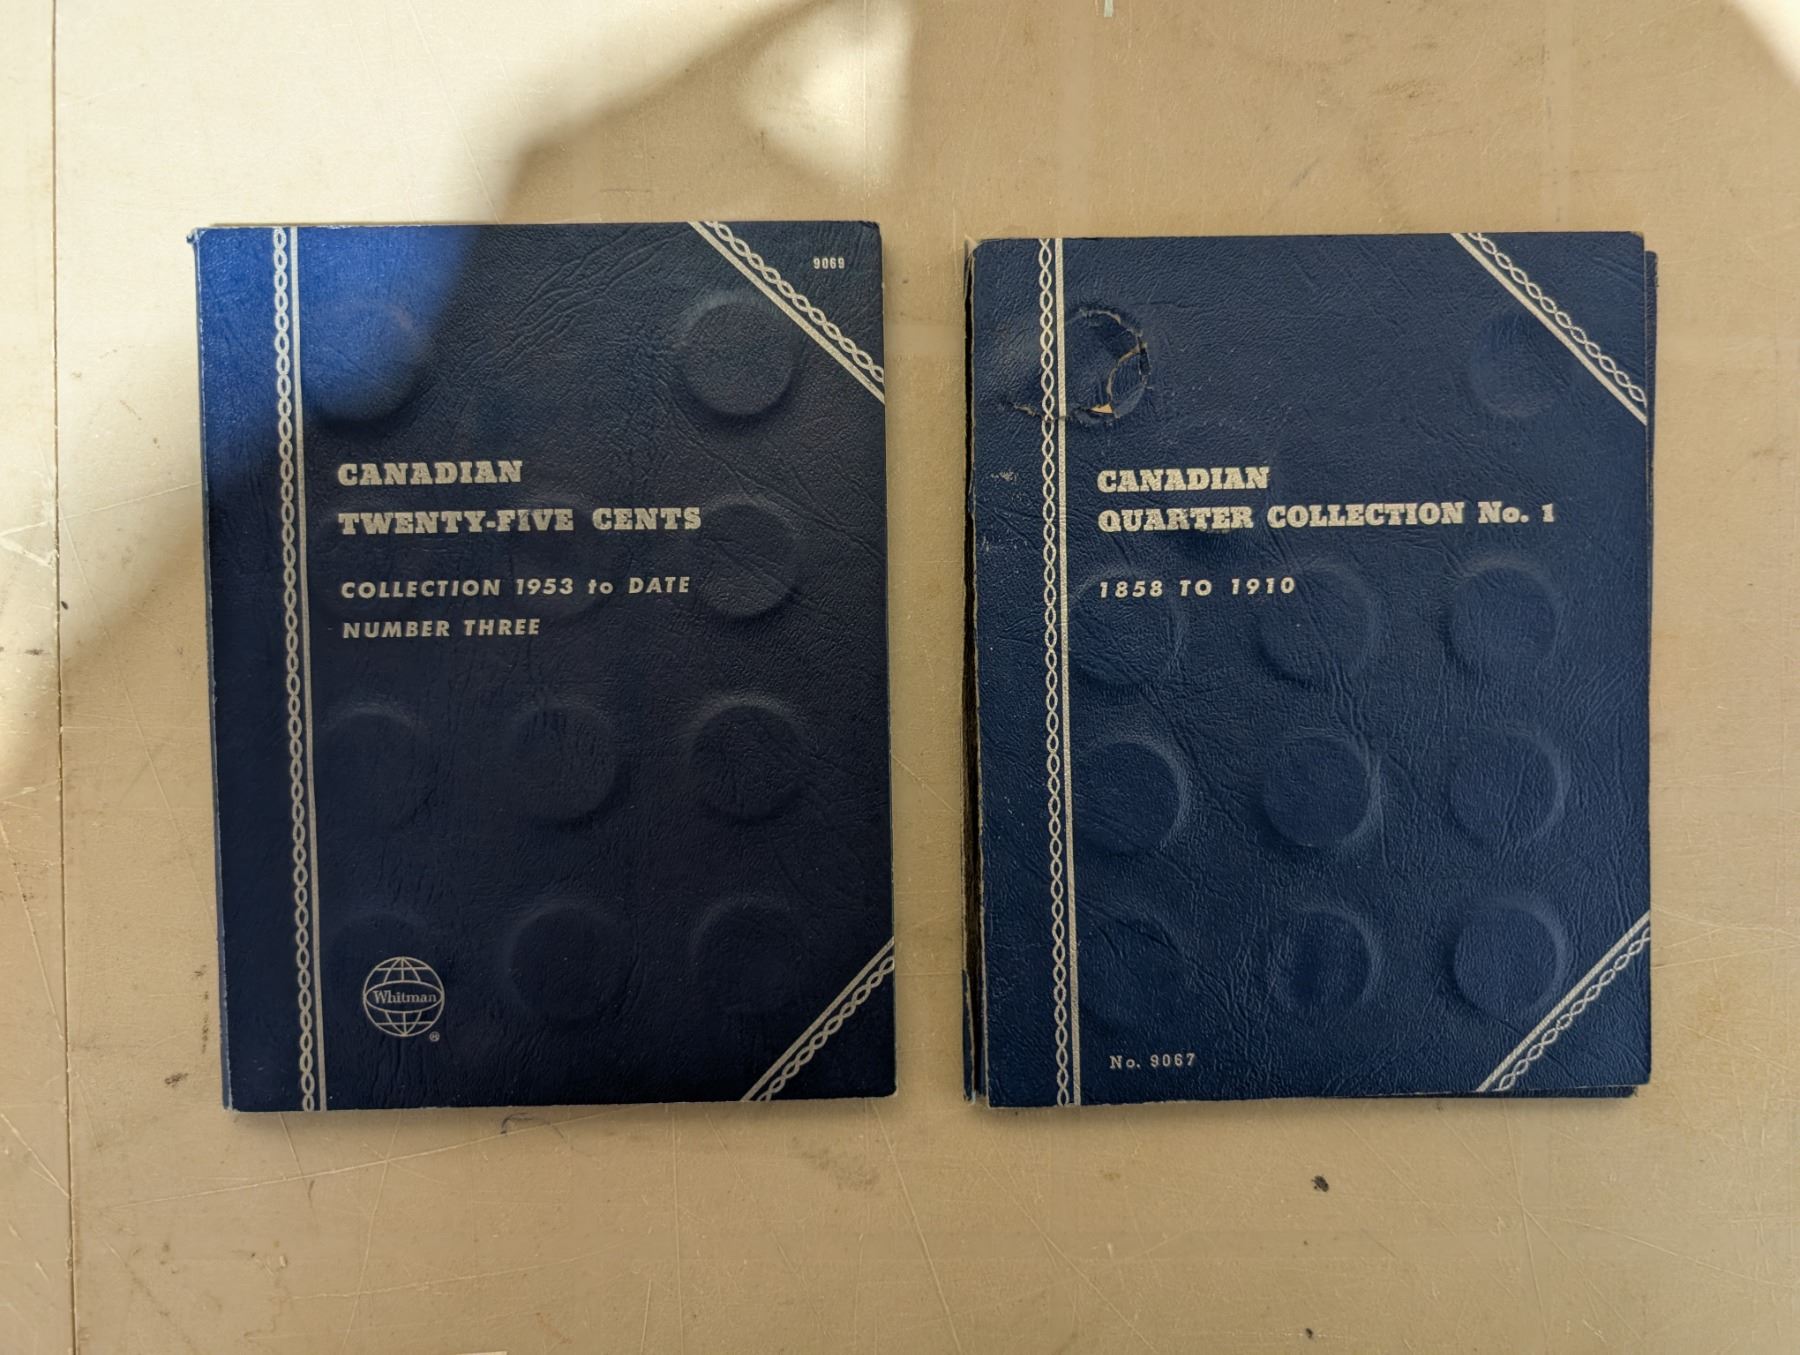 9069
CANADIAN
TWENTY-FIVE CENTS
COLLECTION 1953 to DATE
NUMBER THREE
Whitman
®
CANADIAN
QUARTER COLLECTION No. 1
1858 TO 1910
No. 9067